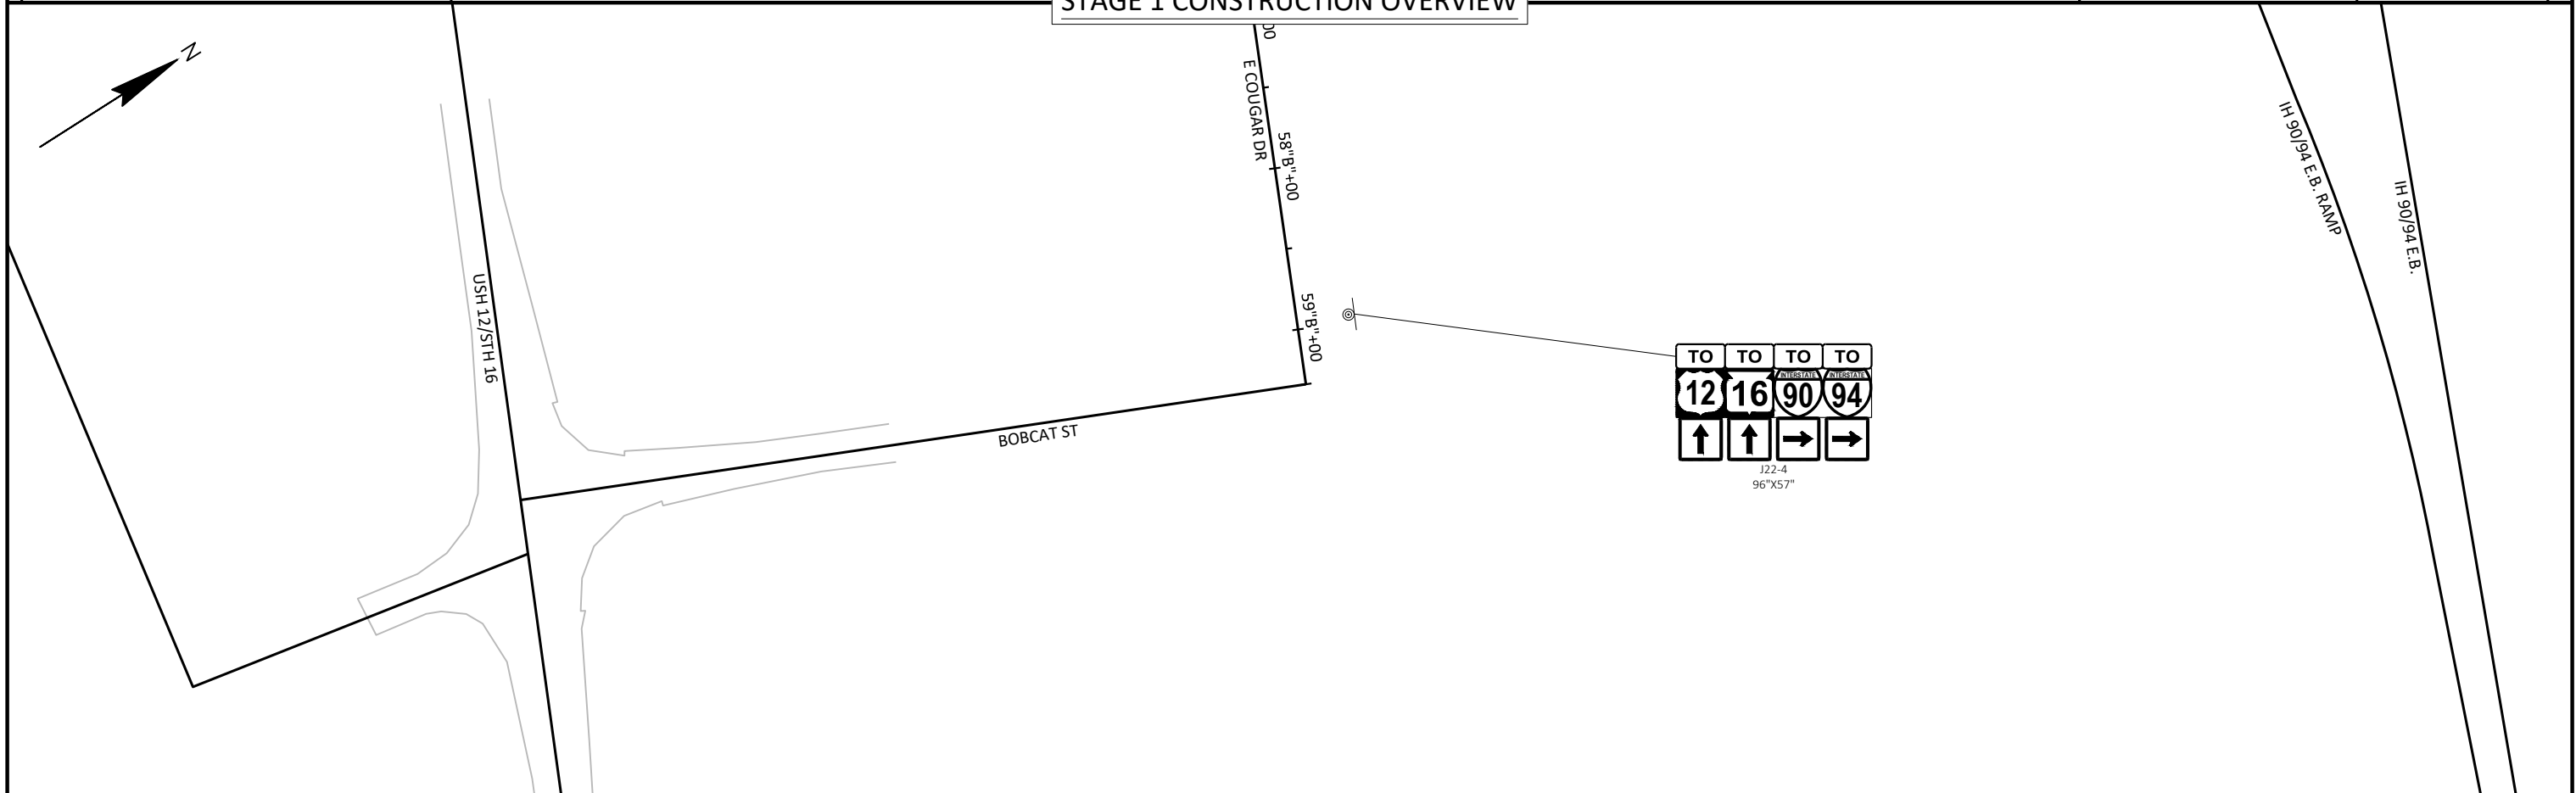 STAGE 1 CONSTRUCTION OVERVIEW
N
00
E COUGAR DR
58"B"+00
59"B"+00
USH 12/STH 16
BOBCAT ST
IH 90/94 E.B. RAMP
IH 90/94 E.B.
TO TO TO TO
INTERSTATE INTERSTATE
12 16 90 94
J22-4
96"X57"